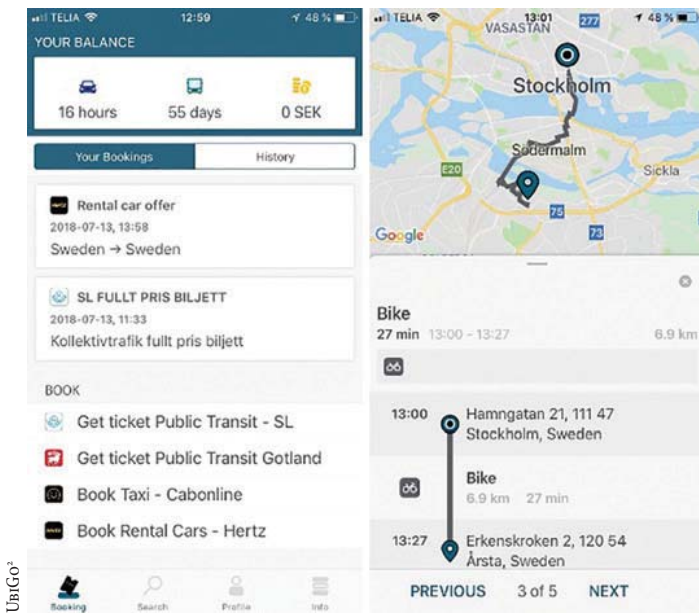 TELIA 12:59 48 %
YOUR BALANCE
16 hours 55 days 0 SEK
Your Bookings History
Rental car offer
2018-07-13, 13:58
Sweden → Sweden
SL FULLT PRIS BILJETT
2018-07-13, 11:33
Kollektivtrafik fullt pris biljett
BOOK
Get ticket Public Transit - SL
Get ticket Public Transit Gotland
Book Taxi - Cabonline
Book Rental Cars - Hertz
Booking Search Profile Info
UBIGO²
TELIA 13:01 48 %
VASASTAN 277
Stockholm
Södermalm
E20 Sickla
75
Google 73
Bike
27 min 13:00 - 13:27 6.9 km
13:00 Hamngatan 21, 111 47
Stockholm, Sweden
Bike
6.9 km 27 min
13:27 Erkenskroken 2, 120 54
Årsta, Sweden
PREVIOUS 3 of 5 NEXT